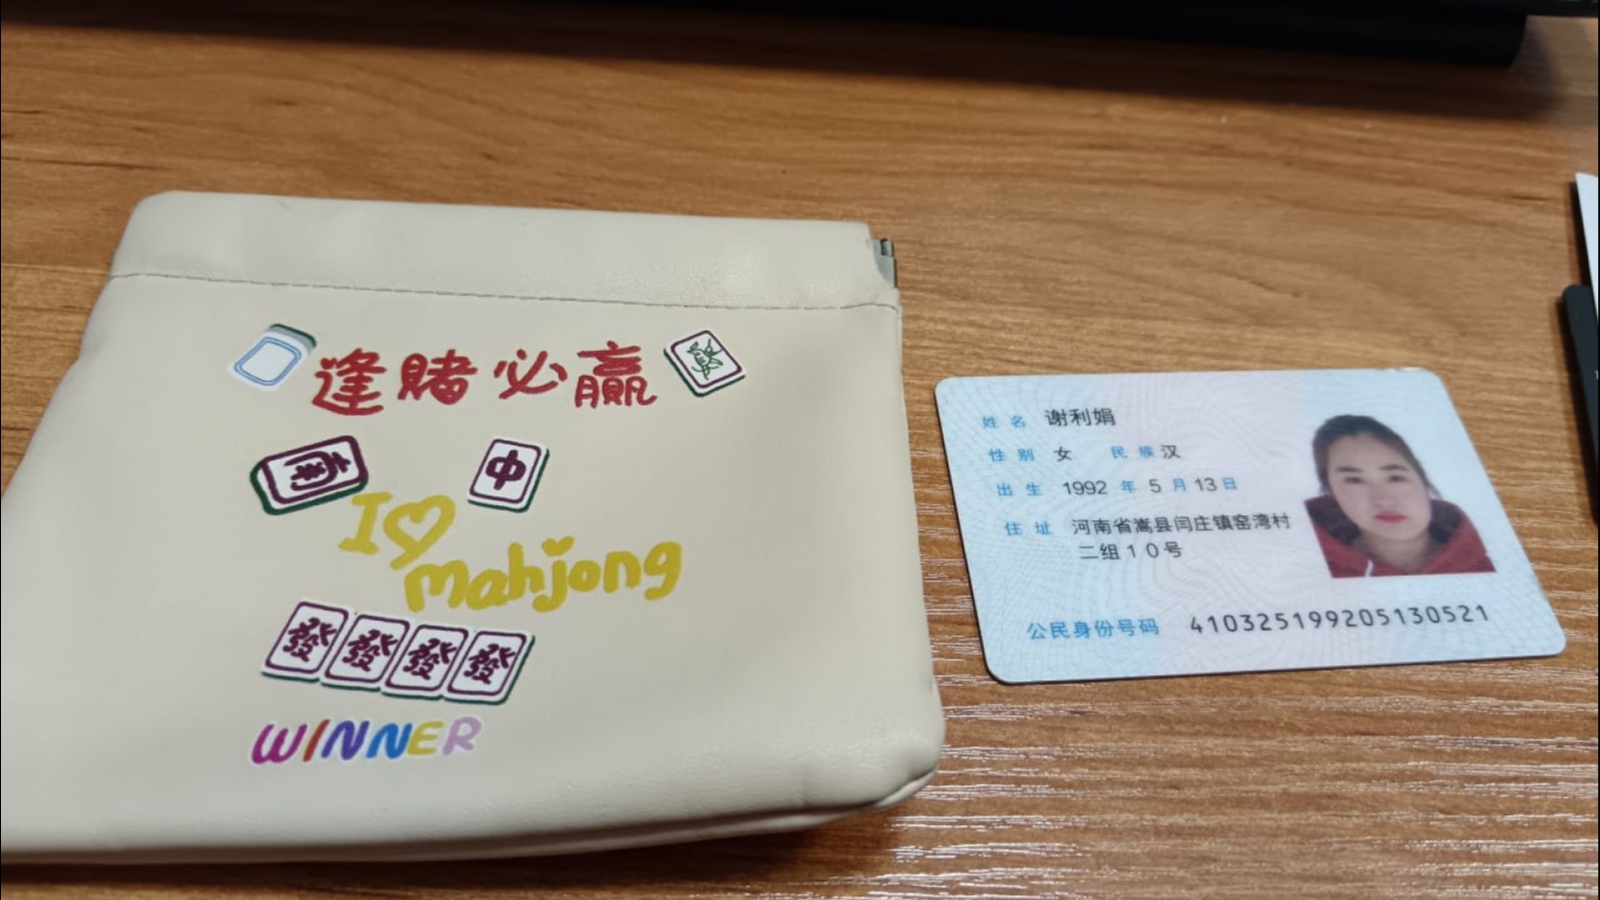 逢賭必贏
中
I
mahjong
發發發發
WINNER
姓名 谢利娟
性别 女 民族 汉
出生 1992 年 5 月 13 日
住址 河南省嵩县闫庄镇窑湾村
二组10号
公民身份号码 410325199205130521